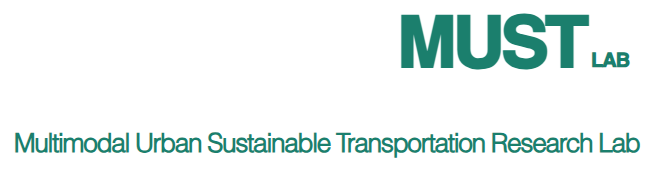 MUST LAB
Multimodal Urban Sustainable Transportation Research Lab